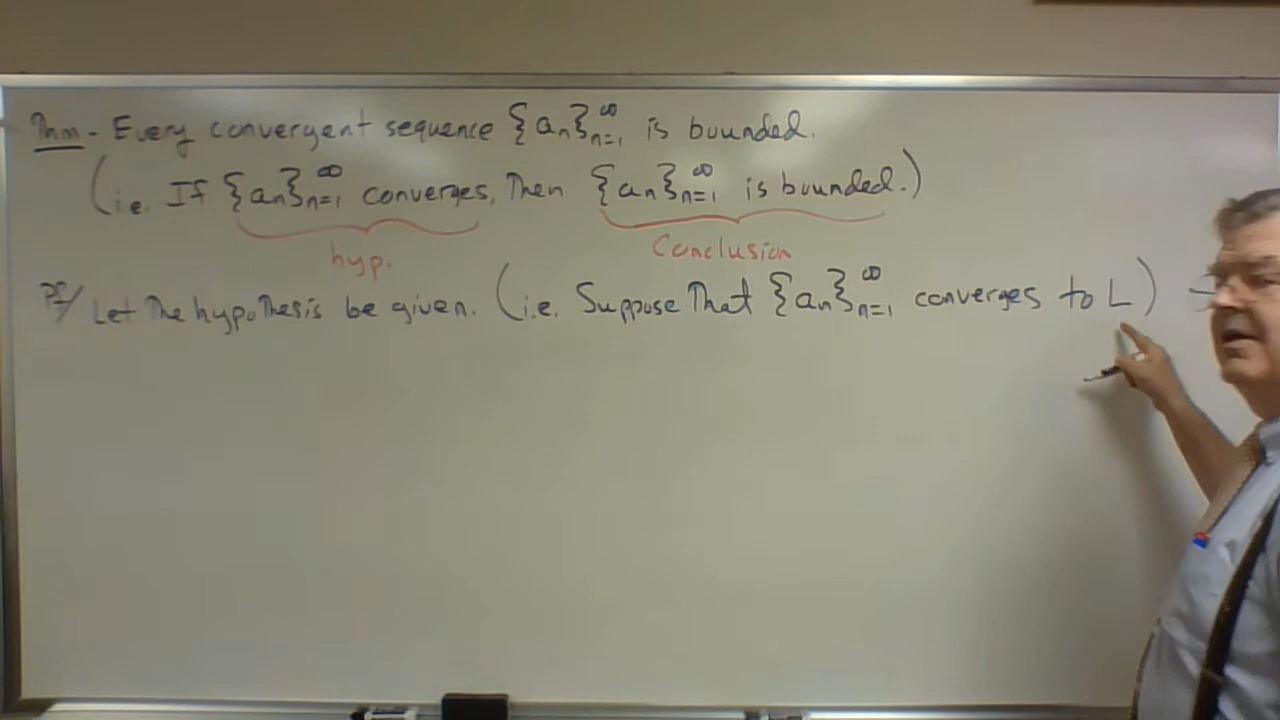 Thm - Every convergent sequence {aₙ}ₙ₌₁^∞ is bounded.
(i.e. If {aₙ}ₙ₌₁^∞ converges, Then {aₙ}ₙ₌₁^∞ is bounded.)
hyp. Conclusion
Pf/ Let The hypothesis be given. (i.e. Suppose That {aₙ}ₙ₌₁^∞ converges to L)